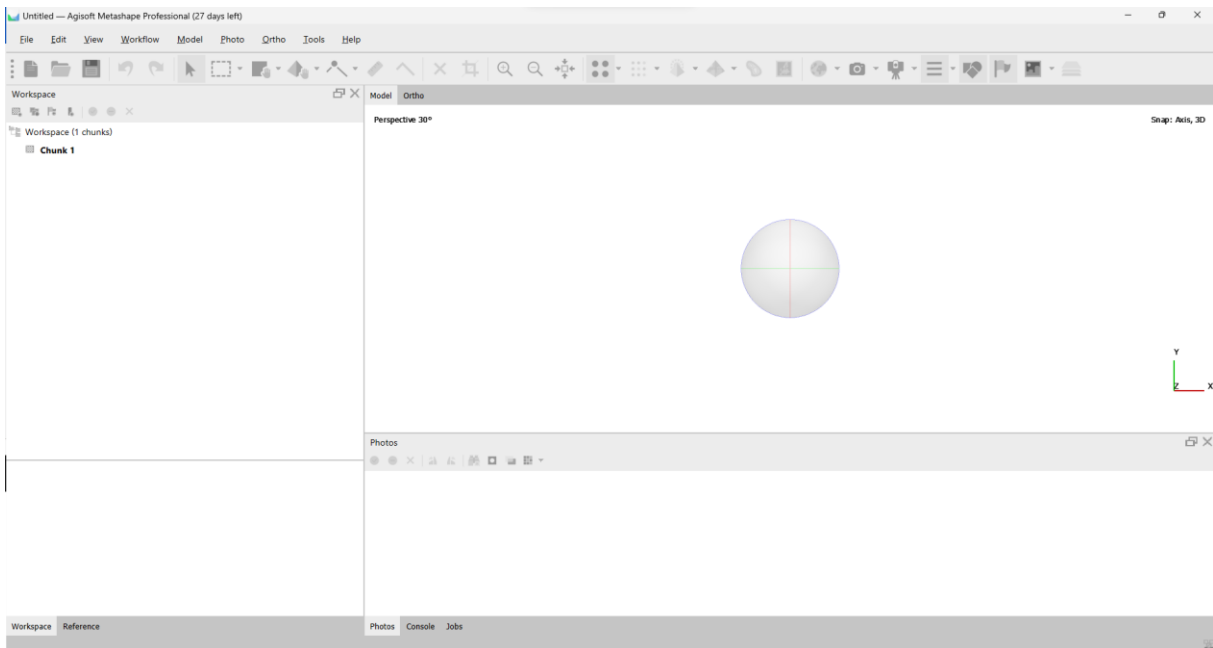 Untitled — Agisoft Metashape Professional (27 days left)
File Edit View Workflow Model Photo Ortho Tools Help
Workspace
Workspace (1 chunks)
Chunk 1
Model Ortho
Perspective 30°
Snap: Axis, 3D
Y
Z X
Photos
Workspace Reference
Photos Console Jobs